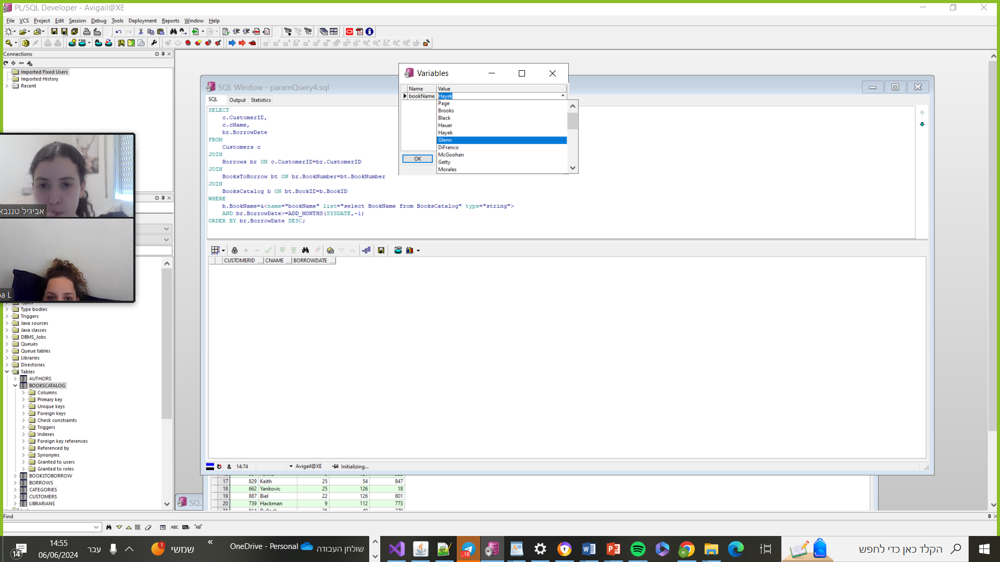 PL/SQL Developer - Avigail@XE
File VCS Project Edit Session Debug Tools Deployment Reports Window Help
Connections
Imported Fixed Users
Imported History
Recent
אביגיל טננבא
pa L
Types
Type bodies
Triggers
Java sources
Java classes
DBMS_Jobs
Queues
Queue tables
Libraries
Directories
Tables
AUTHORS
BOOKSCATALOG
Columns
Primary key
Unique keys
Foreign keys
Check constraints
Triggers
Indexes
Foreign key references
Referenced by
Synonyms
Granted to users
Granted to roles
BOOKSTOBORROW
BORROWS
CATEGORIES
CUSTOMERS
LIBRARIANS
SQL Window - paramQuery4.sql
SQL Output Statistics
SELECT
c.CustomerID,
c.cName,
br.BorrowDate
FROM
Customers c
JOIN
Borrows br ON c.CustomerID=br.CustomerID
JOIN
BooksToBorrow bt ON br.BookNumber=bt.BookNumber
JOIN
BooksCatalog b ON bt.BookID=b.BookID
WHERE
b.BookName=&<name="bookName" list="select BookName from BooksCatalog" type="string">
AND br.BorrowDate>=ADD_MONTHS(SYSDATE,-1)
ORDER BY br.BorrowDate DESC;
Variables
Name Value
bookName Hayek
Page
Brooks
Black
Hauer
Hayek
Glenn
DiFranco
McGoohan
Getty
Morales
OK
CUSTOMERID CNAME BORROWDATE
& 14:74 Avigail@XE Initializing...
17 829 Keith 25 54 847
18 662 Yankovic 25 126 18
19 887 Biel 22 126 801
20 739 Hackman 9 112 773
SQ...
Find
ABC "AB"
14
14:55
06/06/2024
עבר
1
שמשי
«
OneDrive - Personal
שולחן העבודה
..18
הקלד כאן כדי לחפש